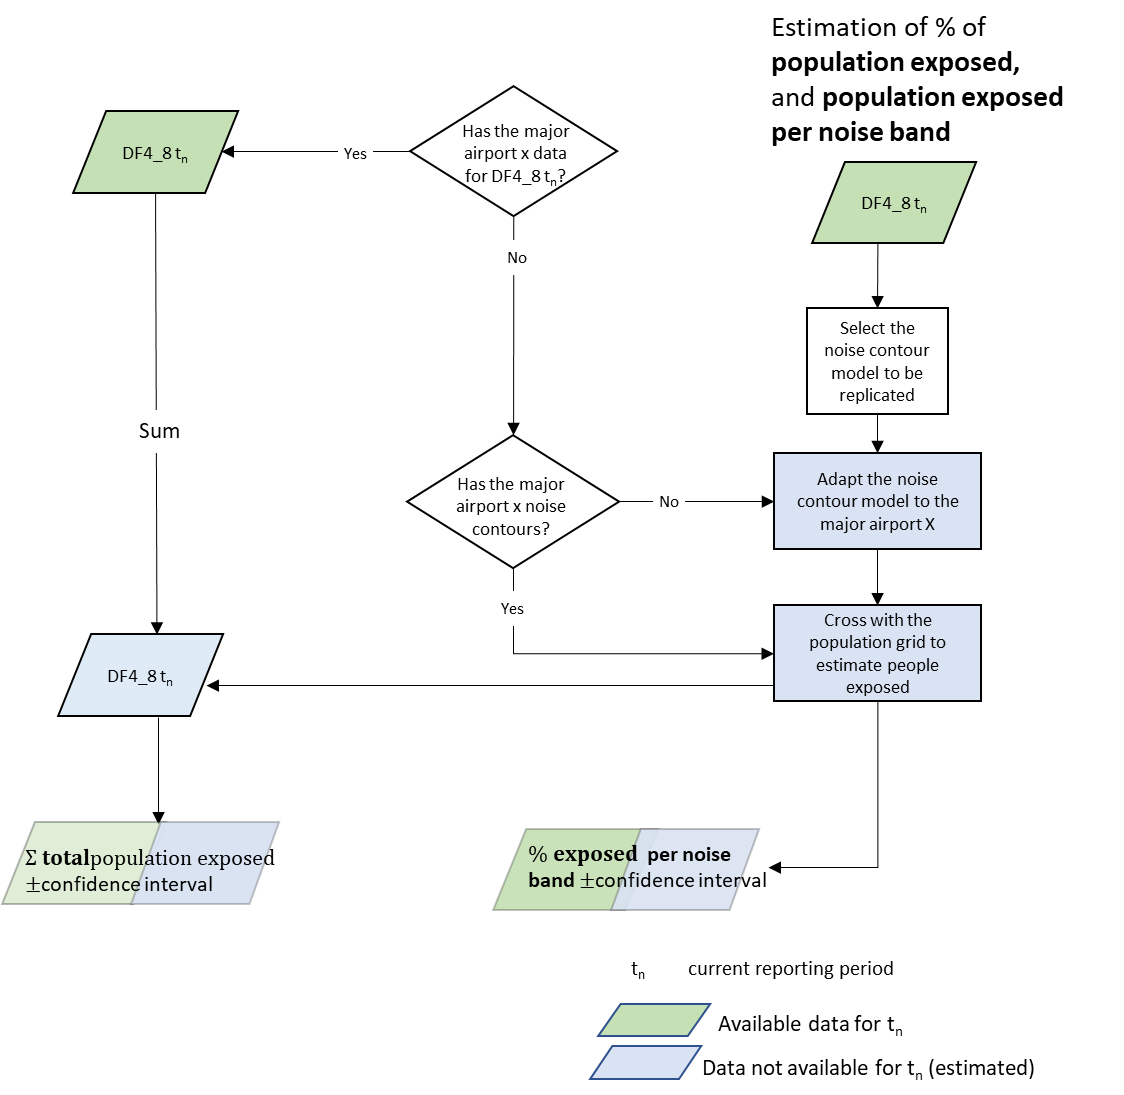 Estimation of % of
population exposed,
and population exposed
per noise band
Has the major
airport x data
for DF4_8 tn?
Yes
DF4_8 tn
No
Sum
DF4_8 tn
Select the
noise contour
model to be
replicated
Has the major
airport x noise
contours?
No
Adapt the noise
contour model to the
major airport X
Yes
Cross with the
population grid to
estimate people
exposed
DF4_8 tn
Σ totalpopulation exposed
±confidence interval
% exposed per noise
band ±confidence interval
tn current reporting period
Available data for tn
Data not available for tn (estimated)